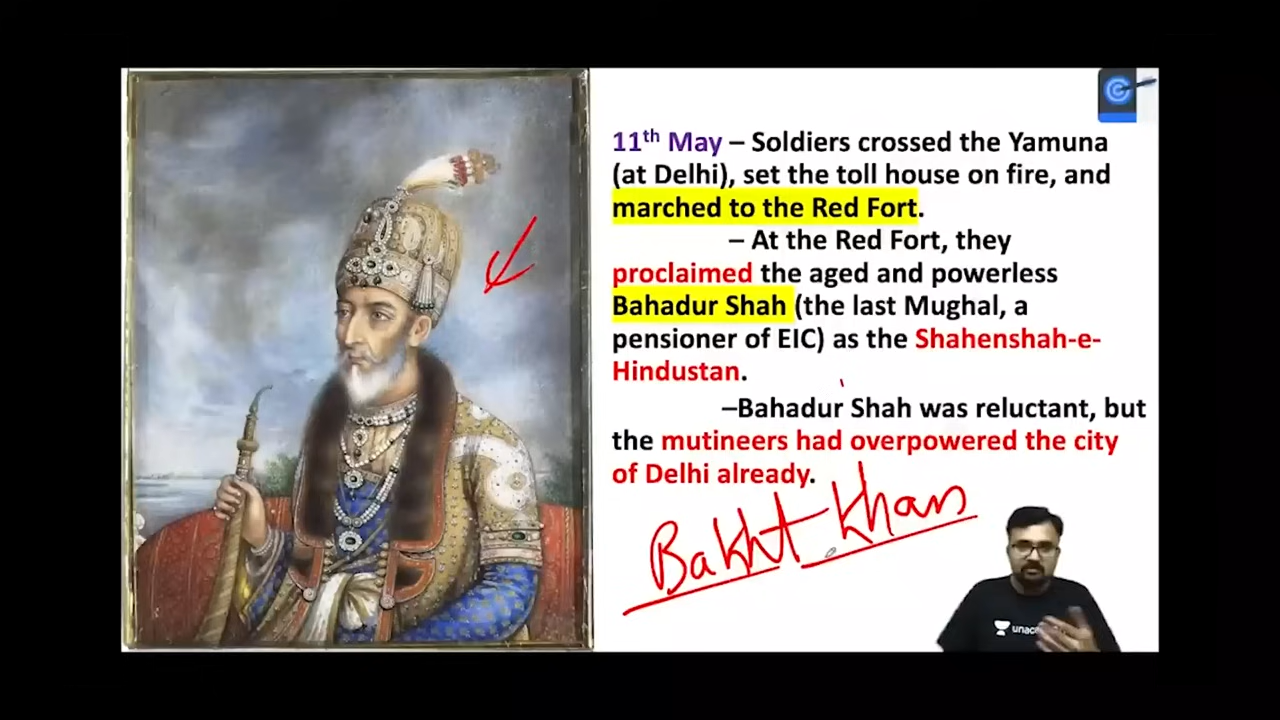 11th May – Soldiers crossed the Yamuna
(at Delhi), set the toll house on fire, and
marched to the Red Fort.
– At the Red Fort, they
proclaimed the aged and powerless
Bahadur Shah (the last Mughal, a
pensioner of EIC) as the Shahenshah-e-
Hindustan.
–Bahadur Shah was reluctant, but
the mutineers had overpowered the city
of Delhi already.
Bakht khan